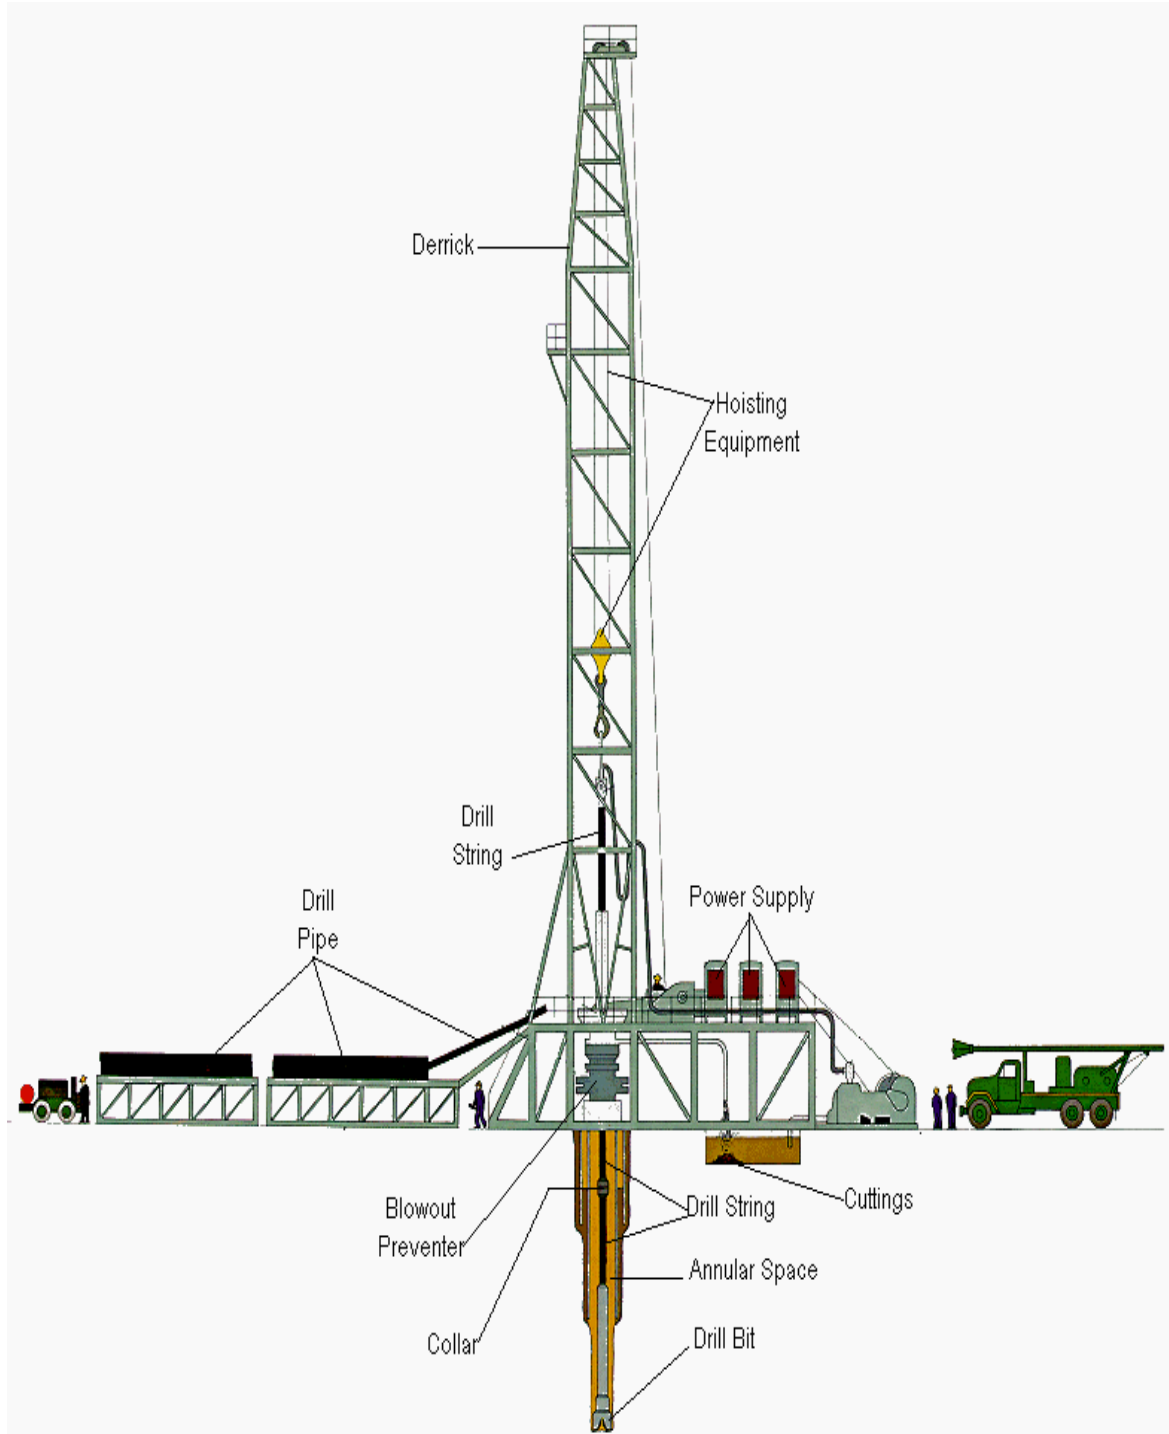 Derrick
Hoisting
Equipment
Drill
String
Power Supply
Drill
Pipe
Blowout
Preventer
Drill String
Cuttings
Annular Space
Collar
Drill Bit